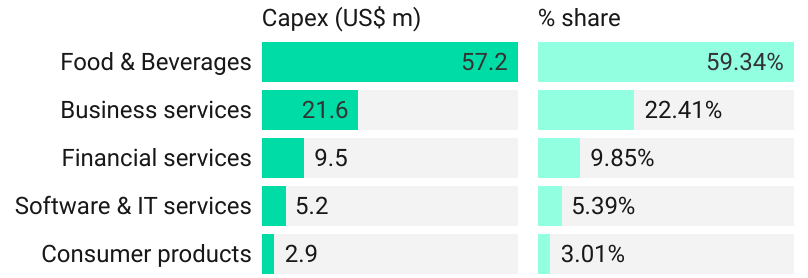 Capex (US$ m) % share
Food & Beverages 57.2 59.34%
Business services 21.6 22.41%
Financial services 9.5 9.85%
Software & IT services 5.2 5.39%
Consumer products 2.9 3.01%